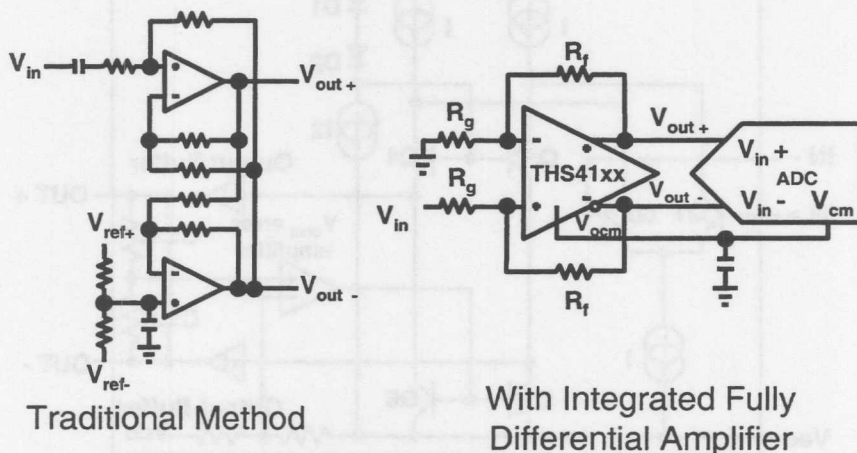 V_in
V_out +
V_ref+
V_out -
V_ref-
Traditional Method
R_f
R_g
V_out +
THS41xx
V_in +
ADC
R_g
V_out -
V_in -
V_cm
V_in
V_ocm
R_f
With Integrated Fully
Differential Amplifier